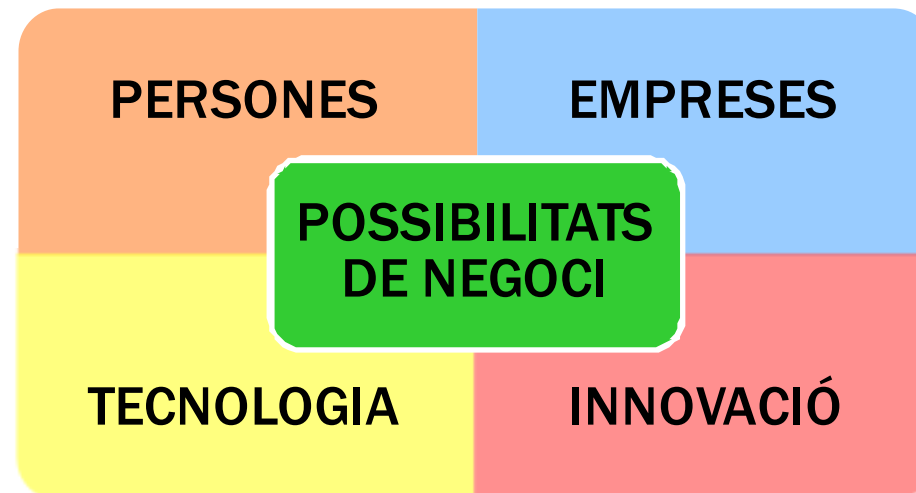 PERSONES
EMPRESES
POSSIBILITATS
DE NEGOCI
TECNOLOGIA
INNOVACIÓ